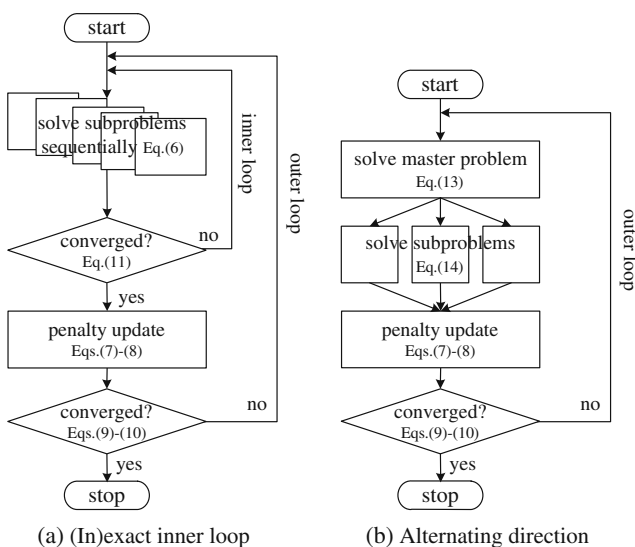 start
solve subproblems
sequentially Eq.(6)
inner loop
outer loop
converged?
Eq.(11)
no
yes
penalty update
Eqs.(7)-(8)
converged?
Eqs.(9)-(10)
no
yes
stop
(a) (In)exact inner loop
start
solve master problem
Eq.(13)
solve subproblems
Eq.(14)
outer loop
penalty update
Eqs.(7)-(8)
converged?
Eqs.(9)-(10)
no
yes
stop
(b) Alternating direction